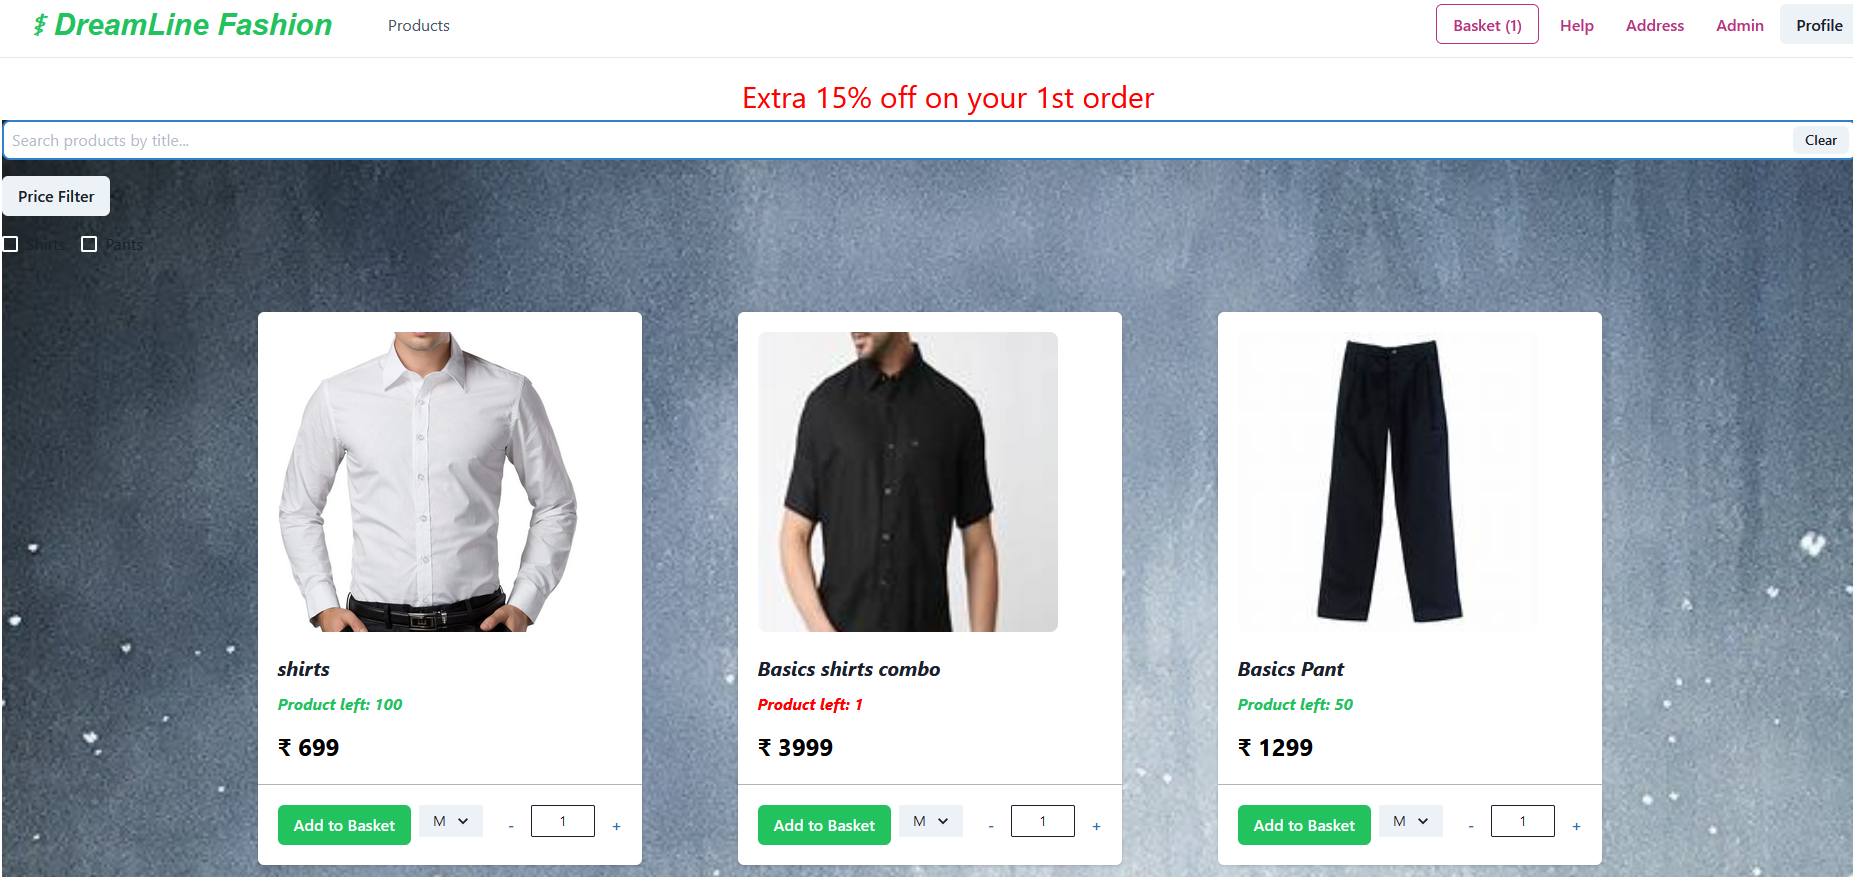 DreamLine Fashion Products Basket (1) Help Address Admin Profile
Extra 15% off on your 1st order
Search products by title... Clear
Price Filter
Shirts Pants
shirts
Product left: 100
₹ 699
Add to Basket M - 1 +
Basics shirts combo
Product left: 1
₹ 3999
Add to Basket M - 1 +
Basics Pant
Product left: 50
₹ 1299
Add to Basket M - 1 +